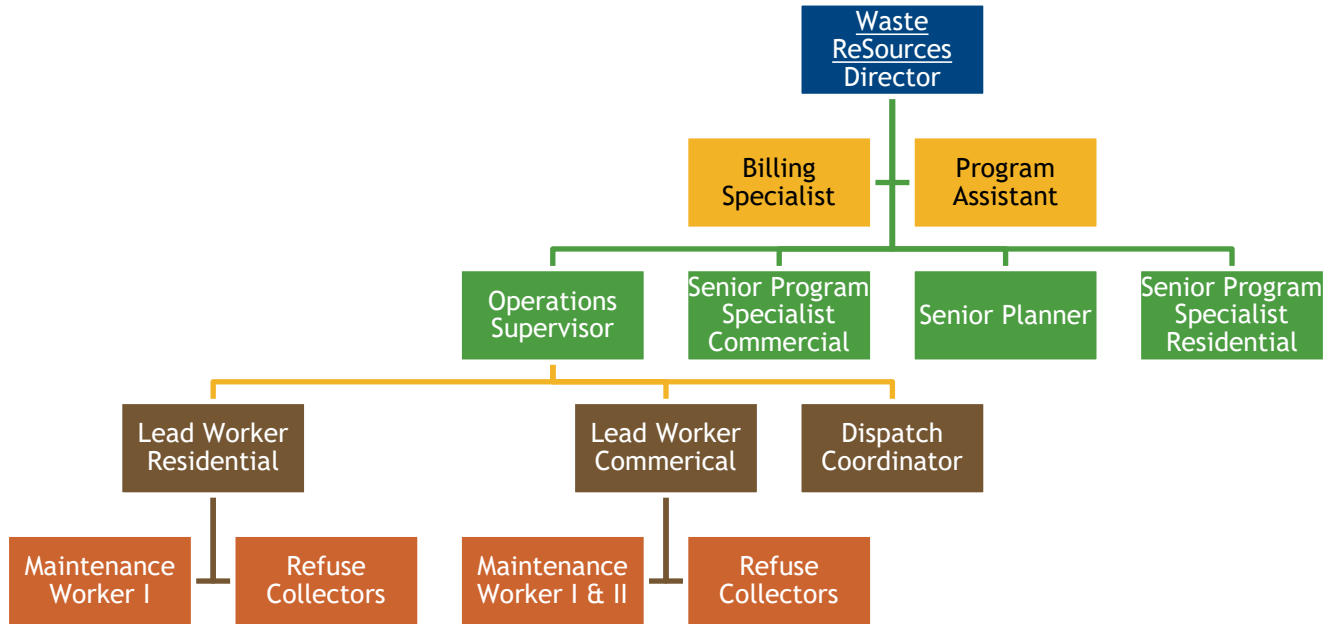 Waste
ReSources
Director
Billing
Specialist
Program
Assistant
Operations
Supervisor
Senior Program
Specialist
Commercial
Senior Planner
Senior Program
Specialist
Residential
Lead Worker
Residential
Lead Worker
Commerical
Dispatch
Coordinator
Maintenance
Worker I
Refuse
Collectors
Maintenance
Worker I & II
Refuse
Collectors